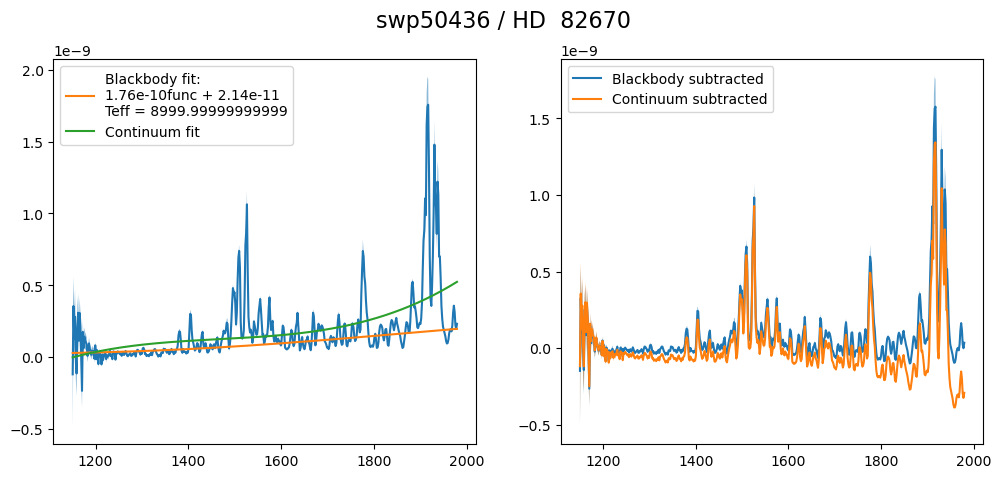 swp50436 / HD  82670
1e−9
2.0
1.5
1.0
0.5
0.0
−0.5
1200
1400
1600
1800
2000
Blackbody fit:
1.76e-10func + 2.14e-11
Teff = 8999.99999999999
Continuum fit
1e−9
1.5
1.0
0.5
0.0
−0.5
1200
1400
1600
1800
2000
Blackbody subtracted
Continuum subtracted